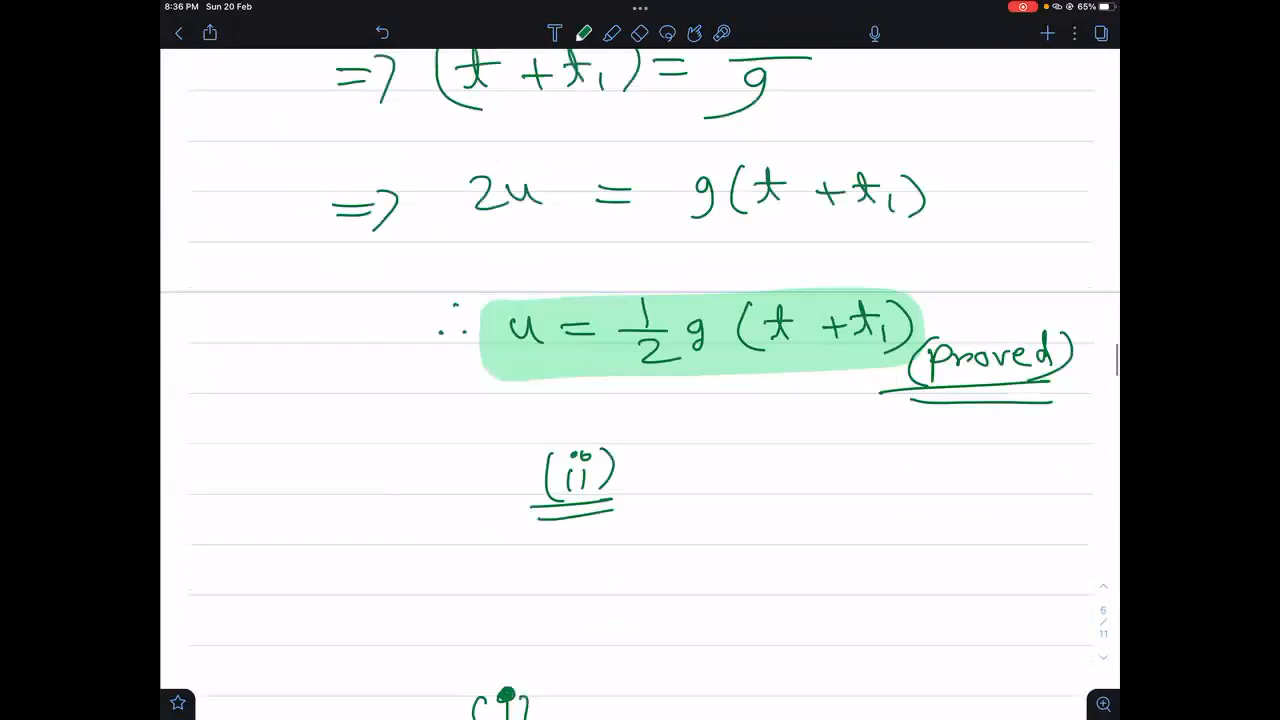 8:36 PM Sun 20 Feb
65%
=> (t + t₁) = — g
=> 2u = g(t + t₁)
∴ u = 1/2 g (t + t₁)
(proved)
(ii)
6
/
11